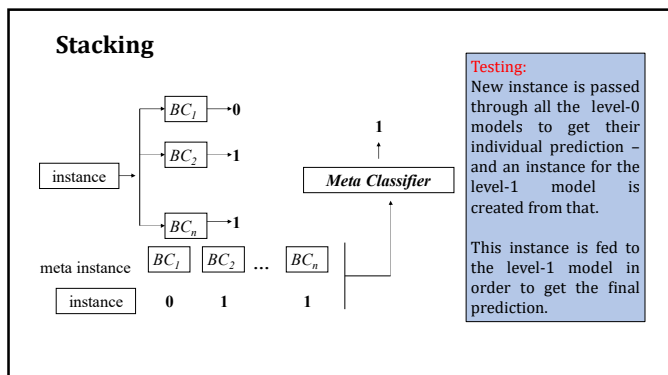 Stacking
BC1 0
BC2 1
instance
BCn 1
1
Meta Classifier
meta instance BC1 BC2 ... BCn
instance 0 1 1
Testing:
New instance is passed
through all the level-0
models to get their
individual prediction –
and an instance for the
level-1 model is
created from that.
This instance is fed to
the level-1 model in
order to get the final
prediction.